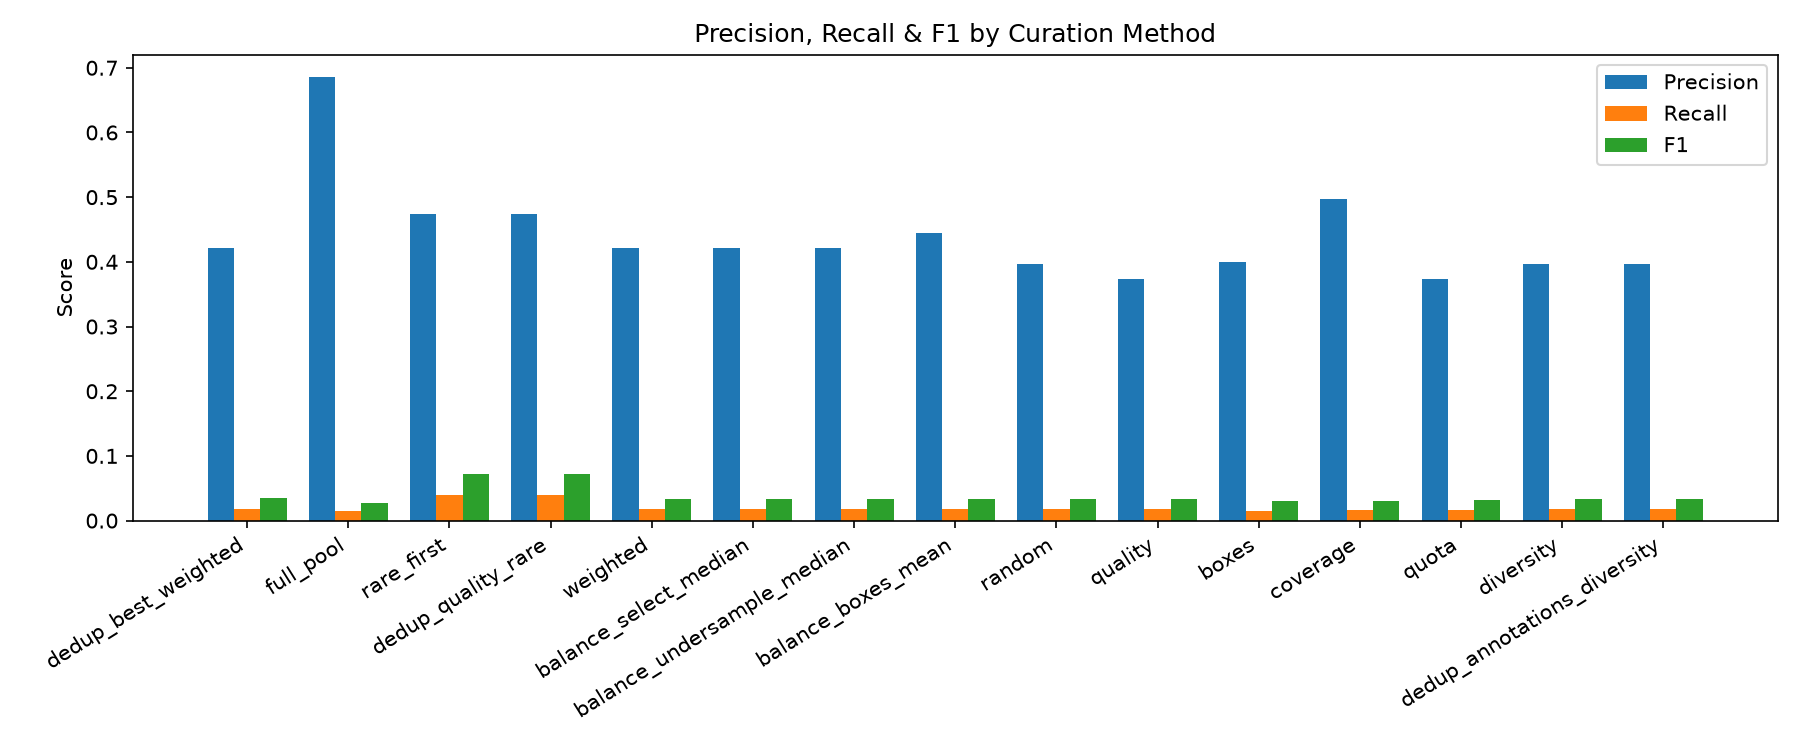 Precision, Recall & F1 by Curation Method
Precision
Recall
F1
Score
0.7
0.6
0.5
0.4
0.3
0.2
0.1
0.0
dedup_best_weighted
full_pool
rare_first
dedup_quality_rare
weighted
balance_select_median
balance_undersample_median
balance_boxes_mean
random
quality
boxes
coverage
quota
diversity
dedup_annotations_diversity